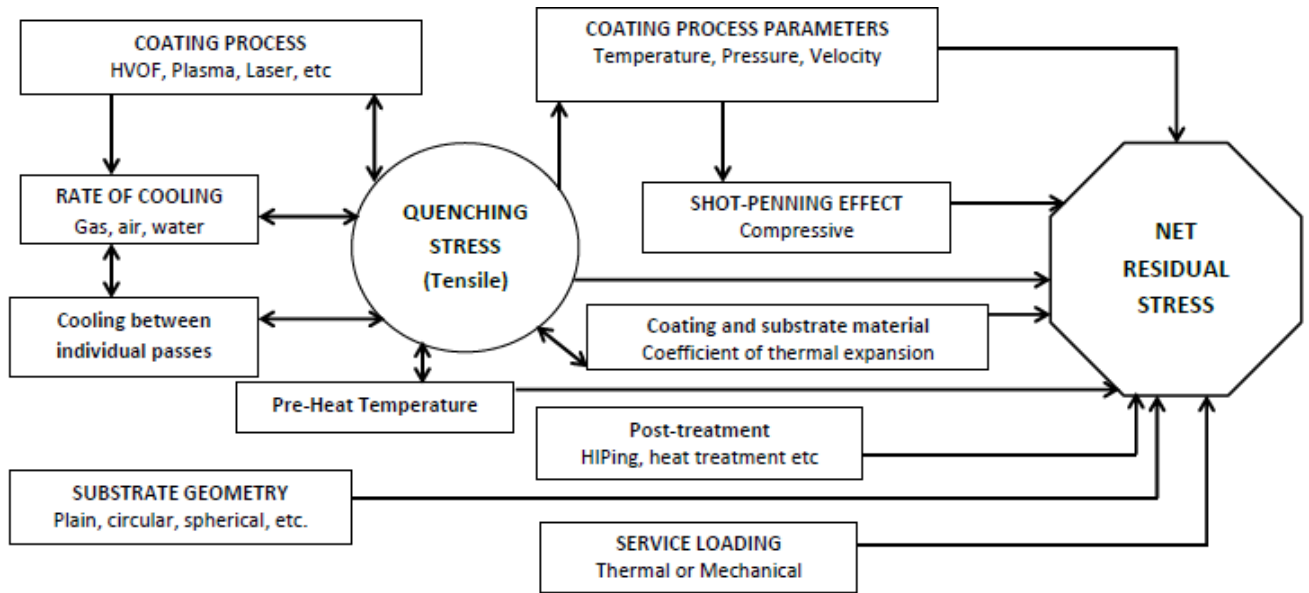 COATING PROCESS
HVOF, Plasma, Laser, etc
COATING PROCESS PARAMETERS
Temperature, Pressure, Velocity
RATE OF COOLING
Gas, air, water
QUENCHING
STRESS
(Tensile)
SHOT-PENNING EFFECT
Compressive
NET
RESIDUAL
STRESS
Cooling between
individual passes
Coating and substrate material
Coefficient of thermal expansion
Pre-Heat Temperature
Post-treatment
HIPing, heat treatment etc
SUBSTRATE GEOMETRY
Plain, circular, spherical, etc.
SERVICE LOADING
Thermal or Mechanical